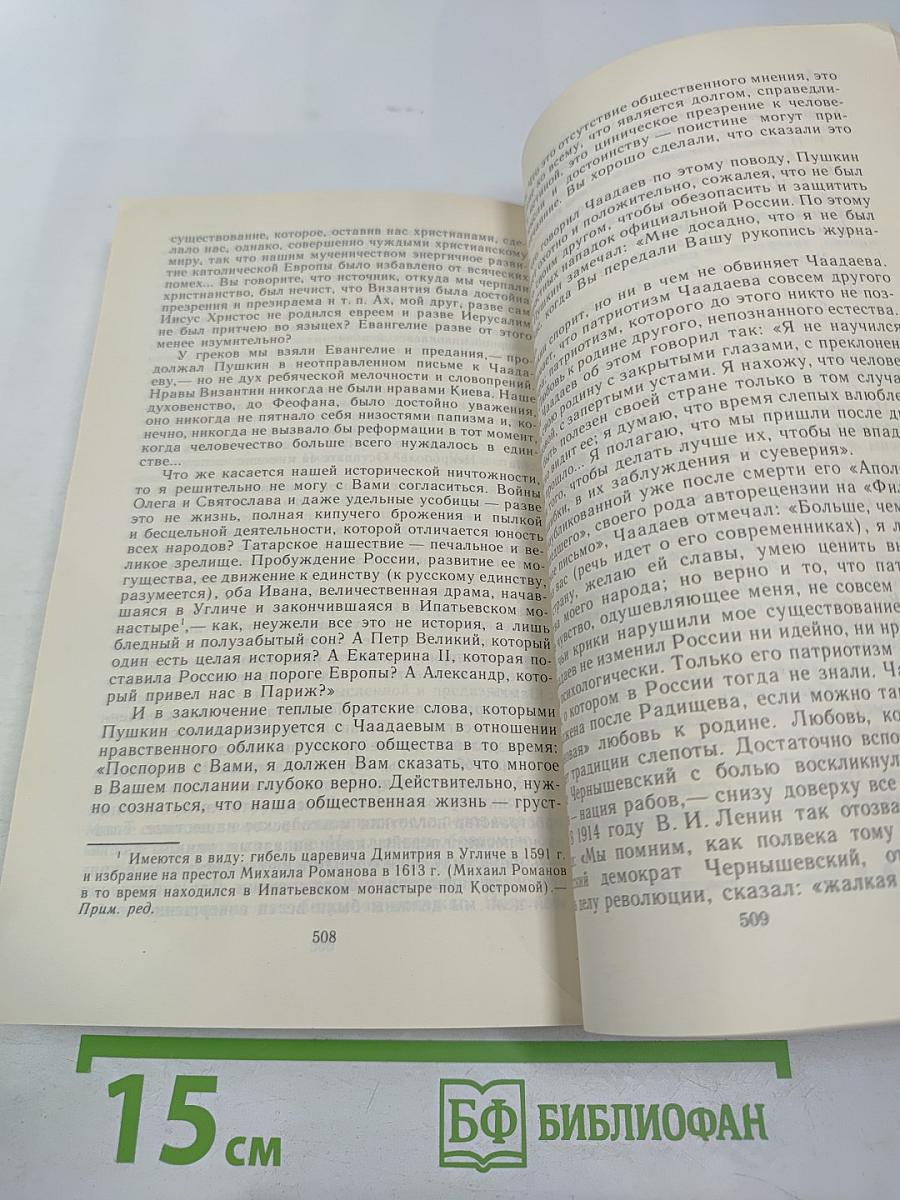 существование, которое, оставив нас христианами, сде-
лало нас, однако, совершенно чуждыми христианскому
миру, так что нашим мученичеством энергичное разви-
тие католической Европы было избавлено от всяческих
помех... Вы говорите, что источник, откуда мы черпали
христианство, был нечист, что Византия была достойна
презрения и презираема и т. п. Ах, мой друг, разве сам
Иисус Христос не родился евреем и разве Иерусалим
не был притчею во языцех? Евангелие разве от этого
менее изумительно?
У греков мы взяли Евангелие и предания,— про-
должал Пушкин в неотправленном письме к Чаада-
еву,— но не дух ребяческой мелочности и словопрений.
Нравы Византии никогда не были нравами Киева. Наше
духовенство, до Феофана, было достойно уважения,
оно никогда не пятнало себя низостями папизма и, ко-
нечно, никогда не вызвало бы реформации в тот момент,
когда человечество больше всего нуждалось в един-
стве...
Что же касается нашей исторической ничтожности,
то я решительно не могу с Вами согласиться. Войны
Олега и Святослава и даже удельные усобицы — разве
это не жизнь, полная кипучего брожения и пылкой
и бесцельной деятельности, которой отличается юность
всех народов? Татарское нашествие — печальное и ве-
ликое зрелище. Пробуждение России, развитие ее мо-
гущества, ее движение к единству (к русскому единству,
разумеется), оба Ивана, величественная драма, начав-
шаяся в Угличе и закончившаяся в Ипатьевском мо-
настыре¹,— как, неужели все это не история, а лишь
бледный и полузабытый сон? А Петр Великий, который
один есть целая история? А Екатерина II, которая по-
ставила Россию на пороге Европы? А Александр, кото-
рый привел нас в Париж?»
И в заключение теплые братские слова, которыми
Пушкин солидаризируется с Чаадаевым в отношении
нравственного облика русского общества в то время:
«Поспорив с Вами, я должен Вам сказать, что многое
в Вашем послании глубоко верно. Действительно, нуж-
но сознаться, что наша общественная жизнь — груст-
¹ Имеются в виду: гибель царевича Димитрия в Угличе в 1591 г.
и избрание на престол Михаила Романова в 1613 г. (Михаил Романов
в то время находился в Ипатьевском монастыре под Костромой).—
Прим. ред.
508
это отсутствие общественного мнения, это
всему, что является долгом, справедли-
это циническое презрение к челове-
и достоинству — поистине могут при-
Вы хорошо сделали, что сказали это
говорил Чаадаев по этому поводу, Пушкин
и положительно, сожалея, что не был
другом, чтобы обезопасить и защитить
нападок официальной России. По этому
замечал: «Мне досадно, что я не был
когда Вы передали Вашу рукопись журна-
спорит, но ни в чем не обвиняет Чаадаева.
что патриотизм Чаадаева совсем другого
патриотизм, которого до этого никто не поз-
к родине другого, непознанного естества.
Чаадаев об этом говорил так: «Я не научился
родину с закрытыми глазами, с преклонен
с запертыми устами. Я нахожу, что челове
быть полезен своей стране только в том случа
видит ее; я думаю, что время слепых влюбле
прошло... Я полагаю, что мы пришли после др
чтобы делать лучше их, чтобы не впад
в их заблуждения и суеверия».
опубликованной уже после смерти его «Апол
своего рода авторецензии на «Фил
письмо», Чаадаев отмечал: «Больше, чем
вас (речь идет о его современниках), я л
страну, желаю ей славы, умею ценить вы
моего народа; но верно и то, что пат
чувство, одушевляющее меня, не совсем
крики нарушили мое существование
не изменил России ни идейно, ни нр
психологически. Только его патриотизм
о котором в России тогда не знали. Ча
после Радищева, если можно так
любовь к родине. Любовь, ко
традиции слепоты. Достаточно вспо
Чернышевский с болью воскликнул
нация рабов,— снизу доверху все
1914 году В. И. Ленин так отозва
«Мы помним, как полвека тому
демократ Чернышевский, от
делу революции, сказал: «жалкая
509
15 см
БФ БИБЛИОФАН